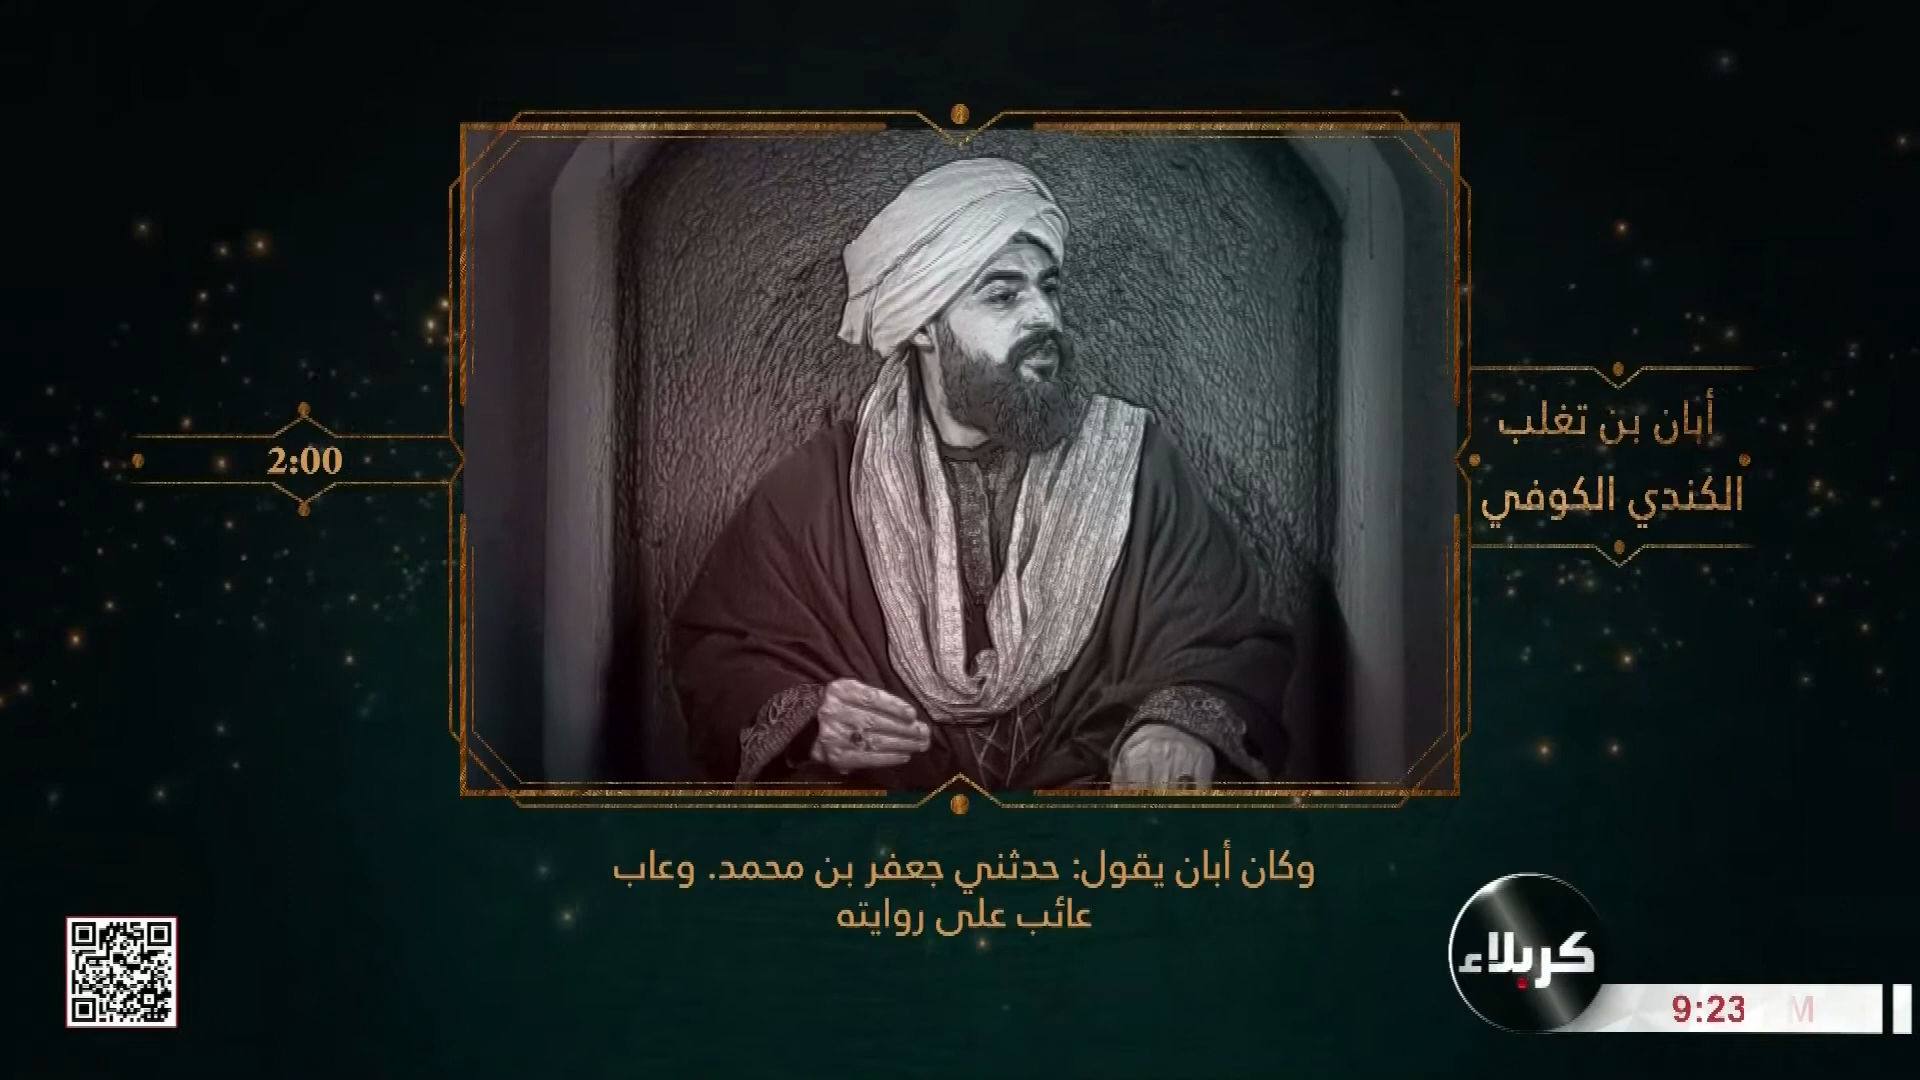 أبان بن تغلب
الكندي الكوفي
2:00
وكان أبان يقول: حدثني جعفر بن محمد. وعاب
عائب على روايته
كربلاء
9:23 M